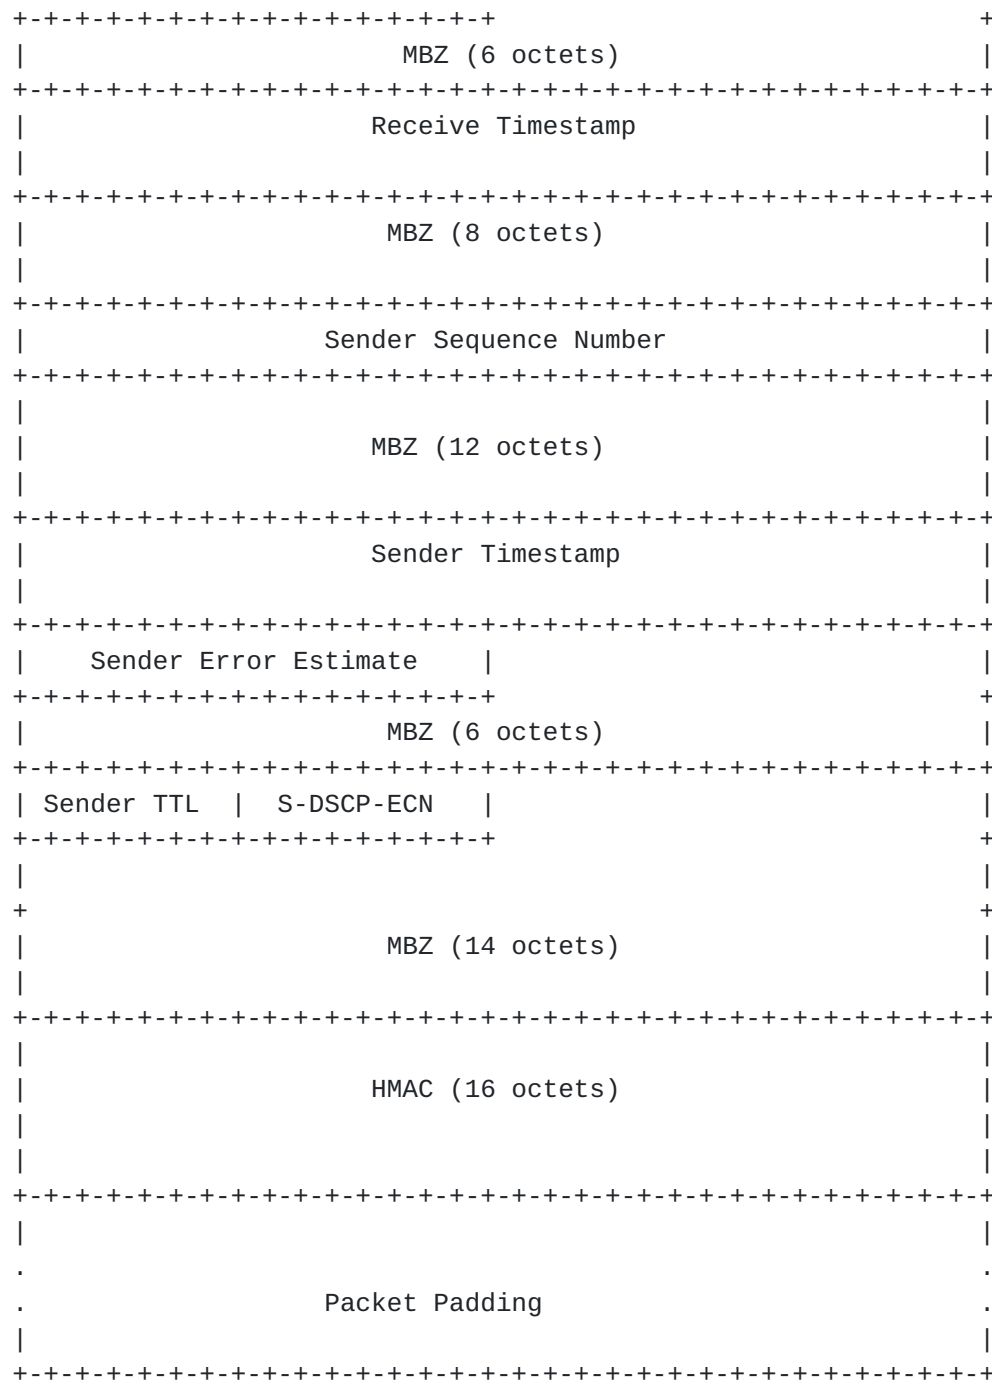 +-+-+-+-+-+-+-+-+-+-+-+-+-+-+-+                               +
|                        MBZ (6 octets)                       |
+-+-+-+-+-+-+-+-+-+-+-+-+-+-+-+-+-+-+-+-+-+-+-+-+-+-+-+-+-+-+-+
|                      Receive Timestamp                      |
|                                                             |
+-+-+-+-+-+-+-+-+-+-+-+-+-+-+-+-+-+-+-+-+-+-+-+-+-+-+-+-+-+-+-+
|                       MBZ (8 octets)                        |
|                                                             |
+-+-+-+-+-+-+-+-+-+-+-+-+-+-+-+-+-+-+-+-+-+-+-+-+-+-+-+-+-+-+-+
|                   Sender Sequence Number                    |
+-+-+-+-+-+-+-+-+-+-+-+-+-+-+-+-+-+-+-+-+-+-+-+-+-+-+-+-+-+-+-+
|                                                             |
|                      MBZ (12 octets)                        |
|                                                             |
+-+-+-+-+-+-+-+-+-+-+-+-+-+-+-+-+-+-+-+-+-+-+-+-+-+-+-+-+-+-+-+
|                      Sender Timestamp                       |
|                                                             |
+-+-+-+-+-+-+-+-+-+-+-+-+-+-+-+-+-+-+-+-+-+-+-+-+-+-+-+-+-+-+-+
|    Sender Error Estimate    |                               |
+-+-+-+-+-+-+-+-+-+-+-+-+-+-+-+                               +
|                       MBZ (6 octets)                        |
+-+-+-+-+-+-+-+-+-+-+-+-+-+-+-+-+-+-+-+-+-+-+-+-+-+-+-+-+-+-+-+
| Sender TTL  |  S-DSCP-ECN   |                               |
+-+-+-+-+-+-+-+-+-+-+-+-+-+-+-+                               +
|                                                             |
+                                                             +
|                       MBZ (14 octets)                       |
|                                                             |
+-+-+-+-+-+-+-+-+-+-+-+-+-+-+-+-+-+-+-+-+-+-+-+-+-+-+-+-+-+-+-+
|                                                             |
|                      HMAC (16 octets)                       |
|                                                             |
|                                                             |
+-+-+-+-+-+-+-+-+-+-+-+-+-+-+-+-+-+-+-+-+-+-+-+-+-+-+-+-+-+-+-+
|                                                             |
.                                                             .
.                   Packet Padding                            .
|                                                             |
+-+-+-+-+-+-+-+-+-+-+-+-+-+-+-+-+-+-+-+-+-+-+-+-+-+-+-+-+-+-+-+